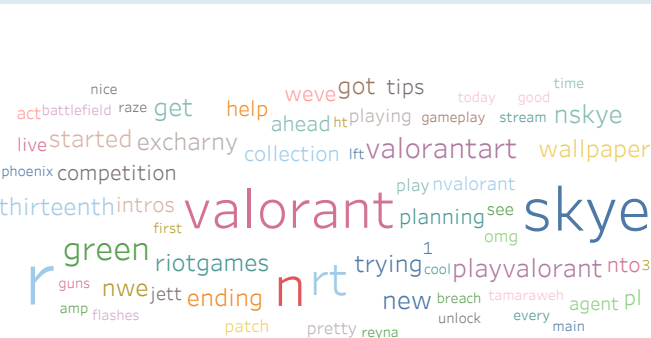 nice
time
weve got tips
today good
act battlefield raze get help
ahead ht playing gameplay stream nskye
live started excharny
collection lft valorantart wallpaper
phoenix competition
play nvalorant
thirteenth intros valorant planning see skye
first
omg
green riotgames
r guns nwe jett ending n rt trying 1 cool playvalorant nto 3
new breach tamaraweh agent pl
amp flashes
unlock every
patch pretty reyna main